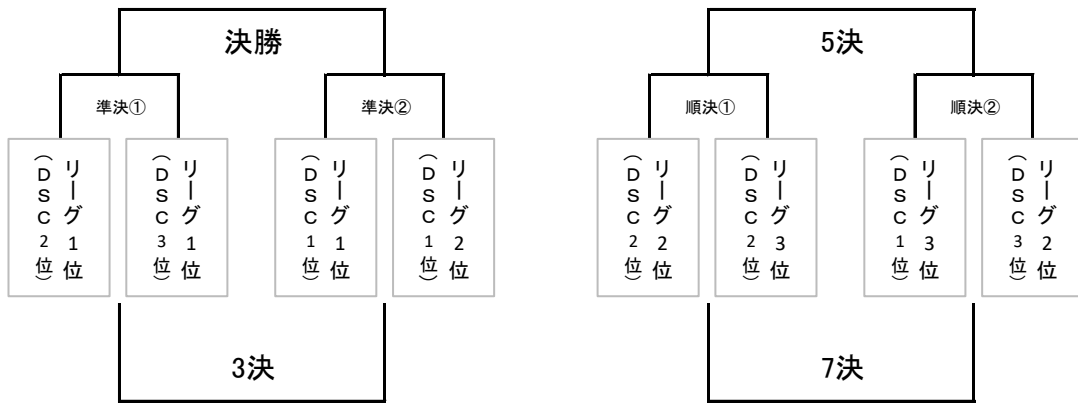 決勝
5決
準決①
準決②
順決①
順決②
リーグ1位
(DSC2位)
リーグ1位
(DSC3位)
リーグ1位
(DSC1位)
リーグ2位
(DSC1位)
リーグ2位
(DSC2位)
リーグ3位
(DSC2位)
リーグ3位
(DSC1位)
リーグ2位
(DSC3位)
3決
7決